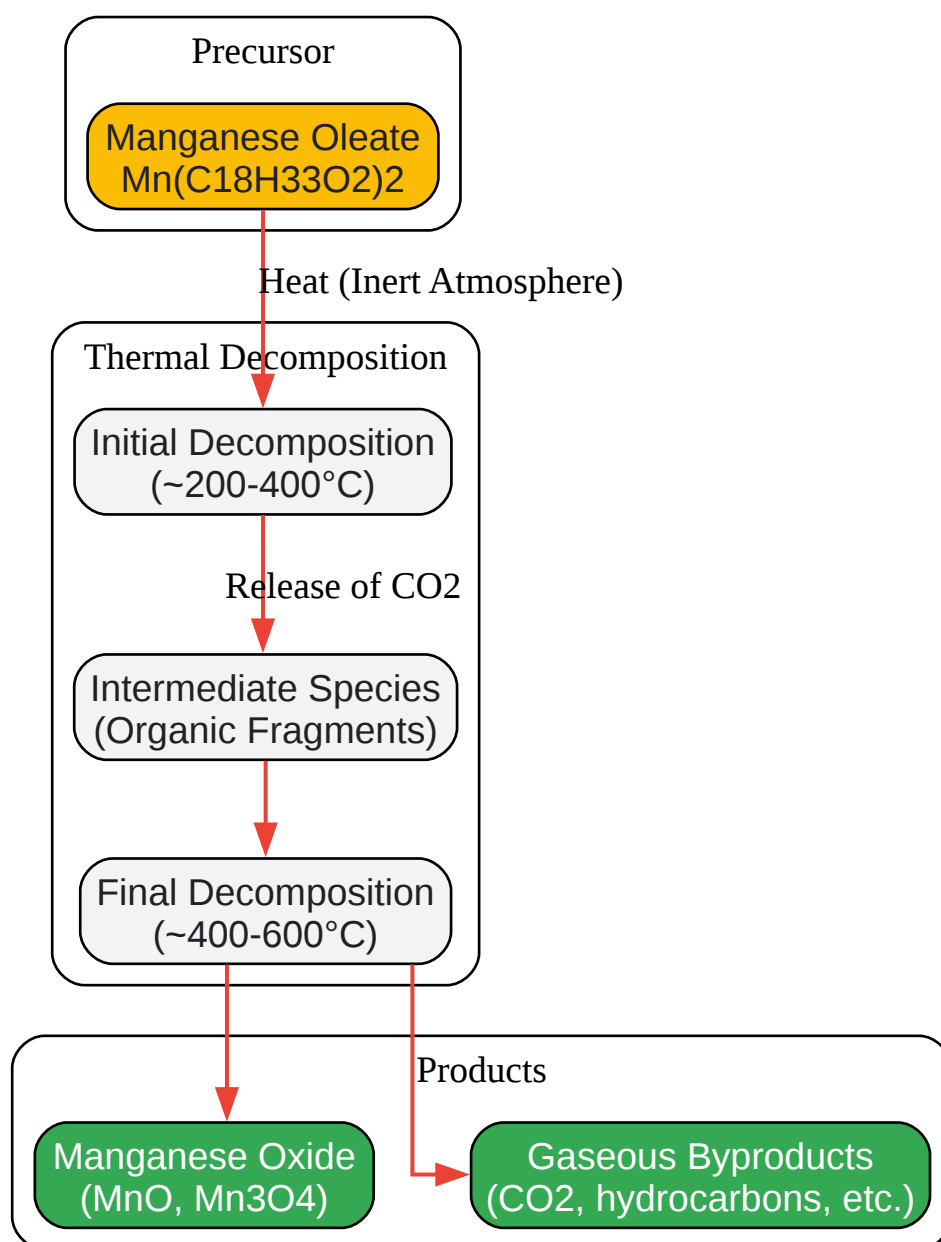 Precursor
Manganese Oleate
Mn(C18H33O2)2
Heat (Inert Atmosphere)
Thermal Decomposition
Initial Decomposition
(~200-400°C)
Release of CO2
Intermediate Species
(Organic Fragments)
Final Decomposition
(~400-600°C)
Products
Manganese Oxide
(MnO, Mn3O4)
Gaseous Byproducts
(CO2, hydrocarbons, etc.)